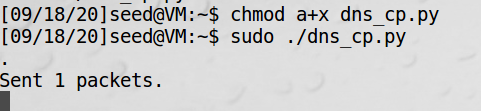 [09/18/20]seed@VM:~$ chmod a+x dns_cp.py
[09/18/20]seed@VM:~$ sudo ./dns_cp.py
.
Sent 1 packets.